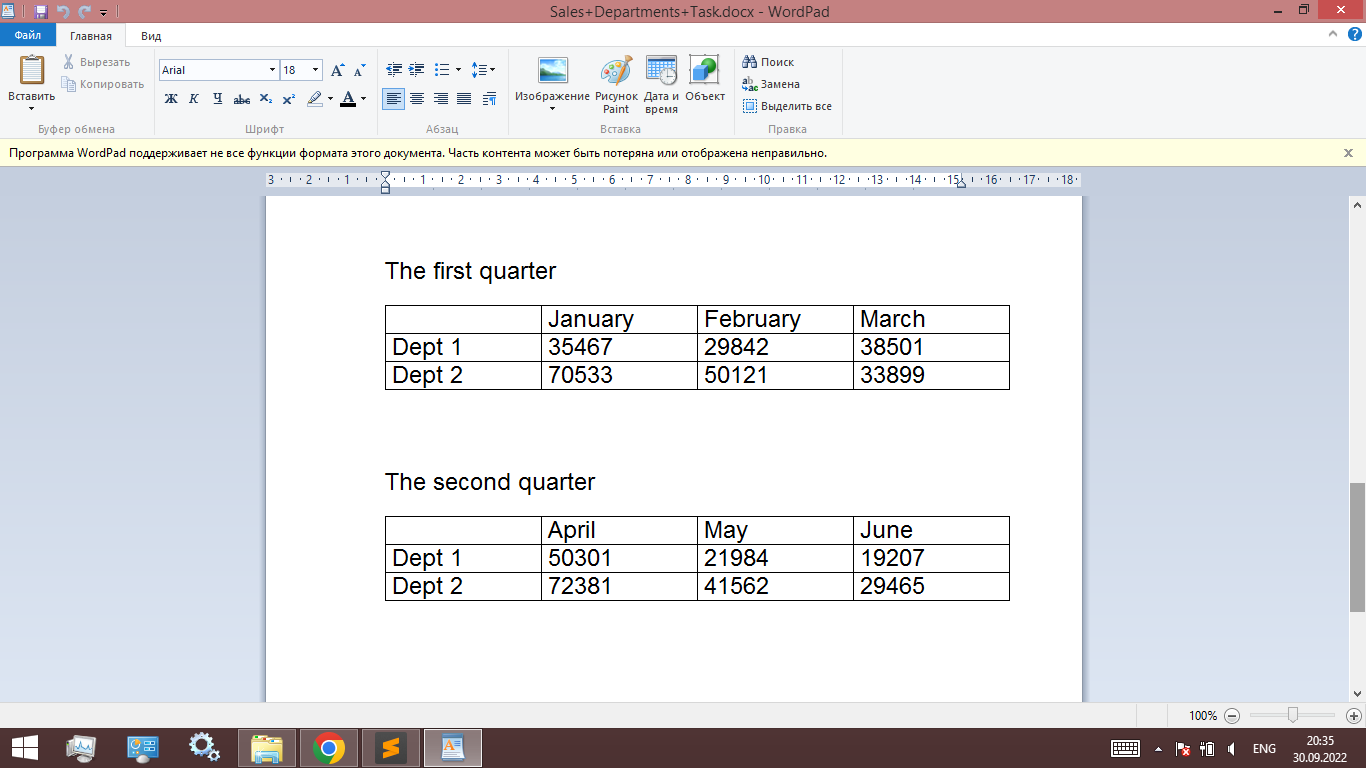 Sales+Departments+Task.docx - WordPad
Файл Главная Вид
Вставить
Вырезать
Копировать
Буфер обмена
Arial 18
Ж К Ч abc X₂ X² A
Шрифт
Абзац
Изображение
Рисунок Paint
Дата и время
Объект
Вставка
Поиск
Замена
Выделить все
Правка
Программа WordPad поддерживает не все функции формата этого документа. Часть контента может быть потеряна или отображена неправильно.
3 2 1 1 2 3 4 5 6 7 8 9 10 11 12 13 14 15 16 17 18
The first quarter
January February March
Dept 1 35467 29842 38501
Dept 2 70533 50121 33899
The second quarter
April May June
Dept 1 50301 21984 19207
Dept 2 72381 41562 29465
100%
ENG
20:35
30.09.2022